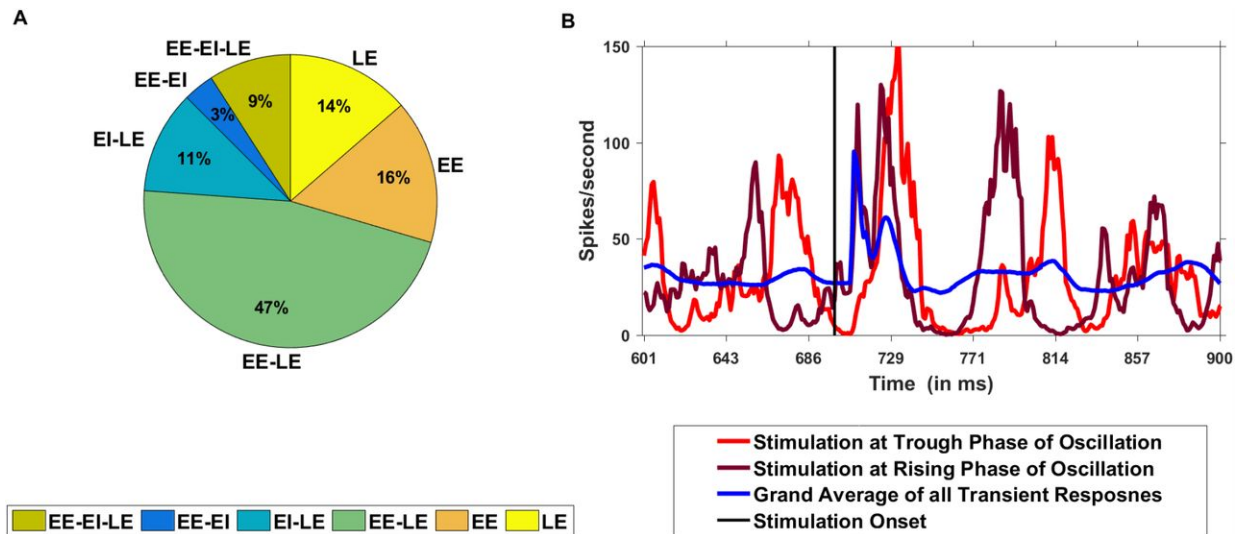 A
EE-EI-LE
EE-EI
EI-LE
LE
EE
EE-LE
9%
3%
11%
14%
16%
47%
EE-EI-LE EE-EI EI-LE EE-LE EE LE
B
Spikes/second
150
100
50
0
601 643 686 729 771 814 857 900
Time (in ms)
Stimulation at Trough Phase of Oscillation
Stimulation at Rising Phase of Oscillation
Grand Average of all Transient Resposnes
Stimulation Onset